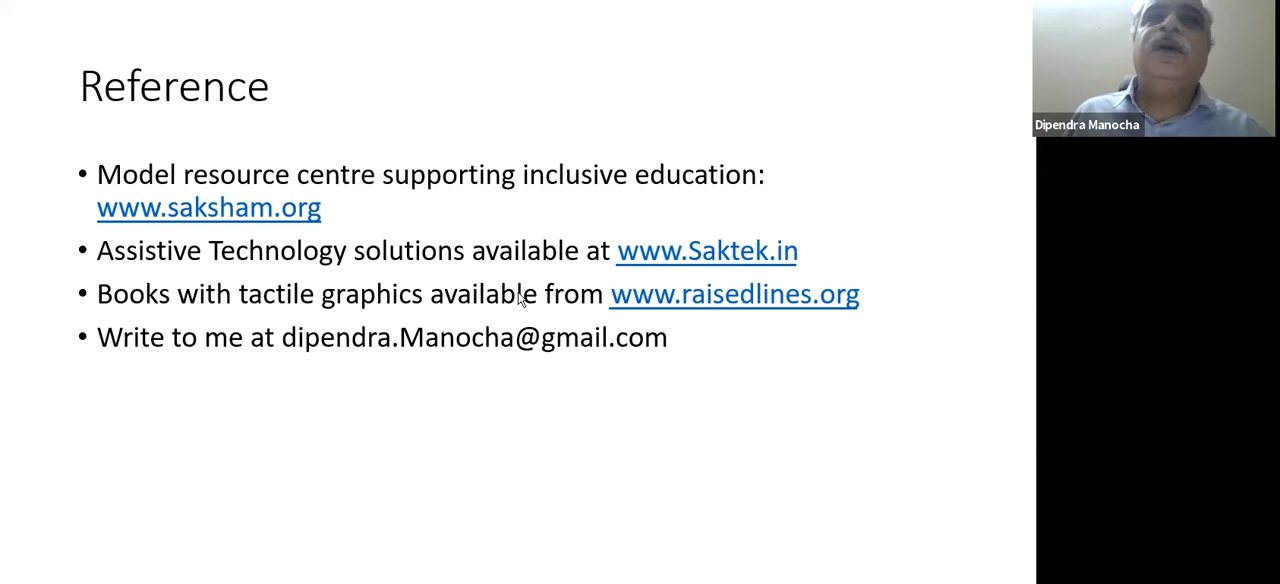 Reference
• Model resource centre supporting inclusive education:
www.saksham.org
• Assistive Technology solutions available at www.Saktek.in
• Books with tactile graphics available from www.raisedlines.org
• Write to me at dipendra.Manocha@gmail.com
Dipendra Manocha